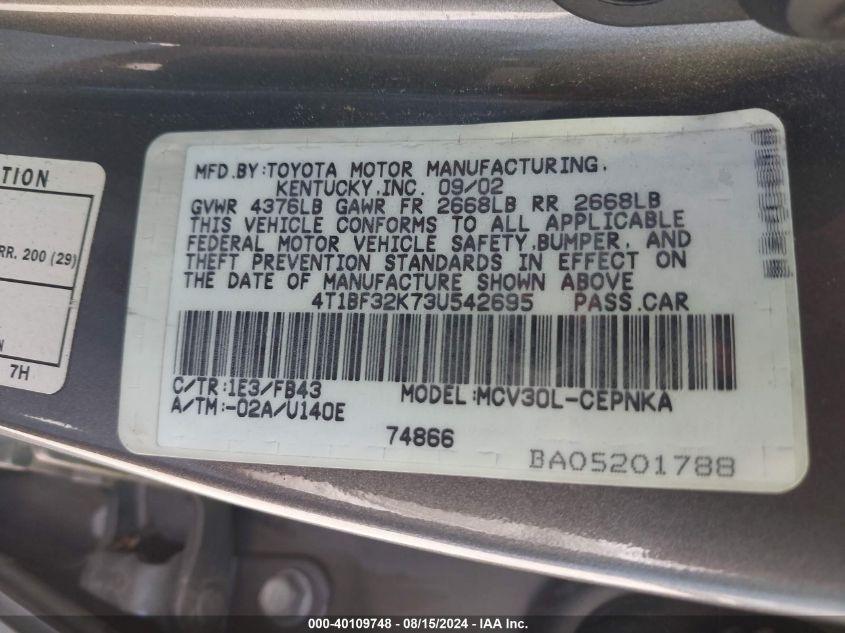 TION
RR. 200 (29)
N
7H
MFD.BY:TOYOTA MOTOR MANUFACTURING,
KENTUCKY,INC. 09/02
GVWR 4376LB GAWR FR 2668LB RR 2668LB
THIS VEHICLE CONFORMS TO ALL APPLICABLE
FEDERAL MOTOR VEHICLE SAFETY,BUMPER, AND
THEFT PREVENTION STANDARDS IN EFFECT ON
THE DATE OF MANUFACTURE SHOWN ABOVE
4T1BF32K73U542695 PASS.CAR
C/TR:1E3/FB43 MODEL:MCV30L-CEPNKA
A/TM:-02A/U140E
74866
BA05201788
000-40109748 - 08/15/2024 - IAA Inc.